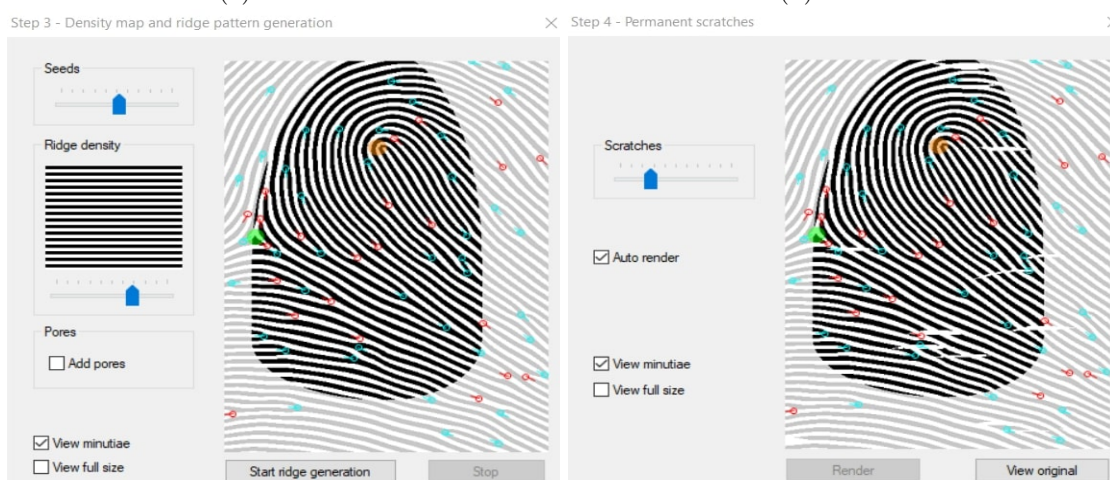 Step 3 - Density map and ridge pattern generation
Seeds
Ridge density
Pores
Add pores
View minutiae
View full size
Start ridge generation
Stop
Step 4 - Permanent scratches
Scratches
Auto render
View minutiae
View full size
Render
View original